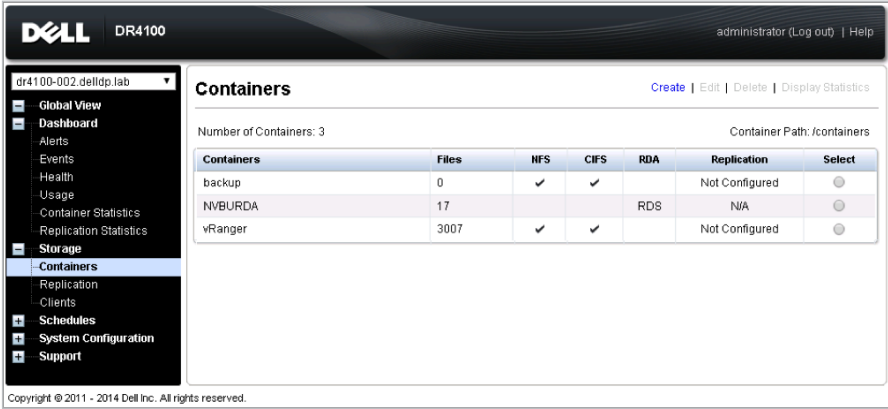 DELL DR4100 administrator (Log out) | Help
dr4100-002.delldp.lab
Global View
Dashboard
Alerts
Events
Health
Usage
Container Statistics
Replication Statistics
Storage
Containers
Replication
Clients
Schedules
System Configuration
Support
Containers Create | Edit | Delete | Display Statistics
Number of Containers: 3 Container Path: /containers
Containers Files NFS CIFS RDA Replication Select
backup 0 ✔ ✔ Not Configured
NVBURDA 17 RDS N/A
vRanger 3007 ✔ ✔ Not Configured
Copyright © 2011 - 2014 Dell Inc. All rights reserved.